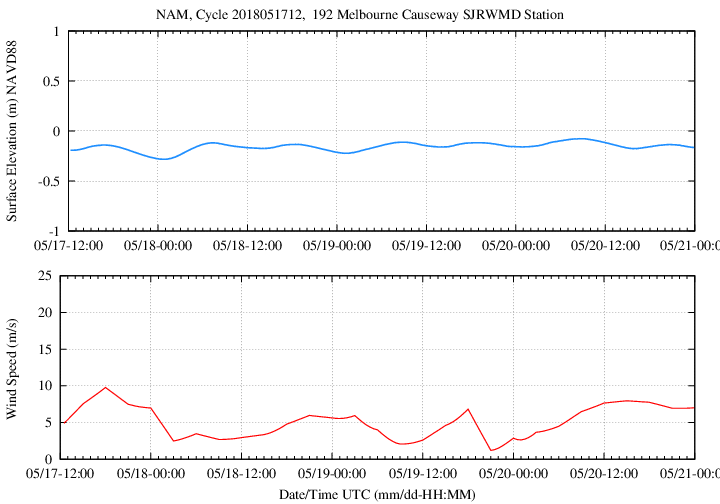 NAM, Cycle 2018051712,  192 Melbourne Causeway SJRWMD Station
Surface Elevation (m) NAVD88
1
0.5
0
-0.5
-1
05/17-12:00 05/18-00:00 05/18-12:00 05/19-00:00 05/19-12:00 05/20-00:00 05/20-12:00 05/21-00:0
Wind Speed (m/s)
25
20
15
10
5
0
05/17-12:00 05/18-00:00 05/18-12:00 05/19-00:00 05/19-12:00 05/20-00:00 05/20-12:00 05/21-00:0
Date/Time UTC (mm/dd-HH:MM)